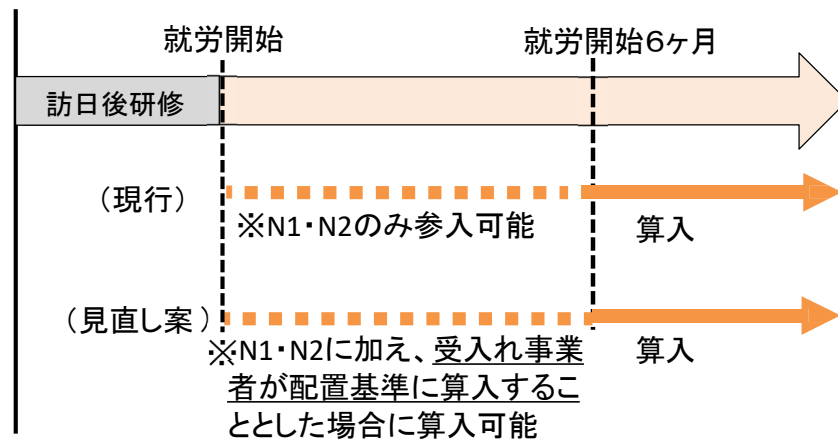 就労開始
就労開始6ヶ月
訪日後研修
（現行）
※N1・N2のみ参入可能
算入
（見直し案）
※N1・N2に加え、受入れ事業
者が配置基準に算入するこ
ととした場合に算入可能
算入